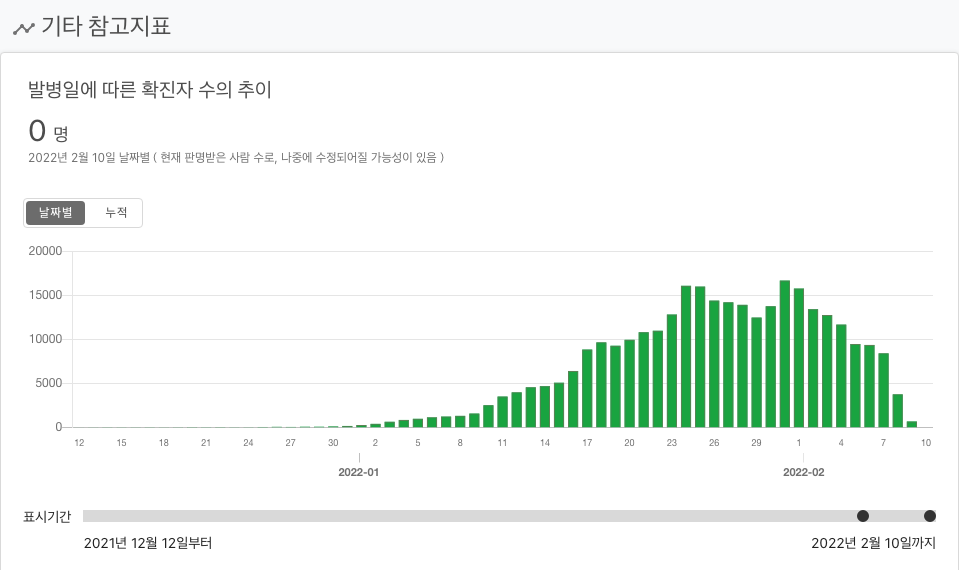 기타 참고지표
발병일에 따른 확진자 수의 추이
0 명
2022년 2월 10일 날짜별 ( 현재 판명받은 사람 수로, 나중에 수정되어질 가능성이 있음 )
날짜별 누적
20000
15000
10000
5000
0
12 15 18 21 24 27 30 2 5 8 11 14 17 20 23 26 29 1 4 7 10
2022-01 2022-02
표시기간
2021년 12월 12일부터 2022년 2월 10일까지